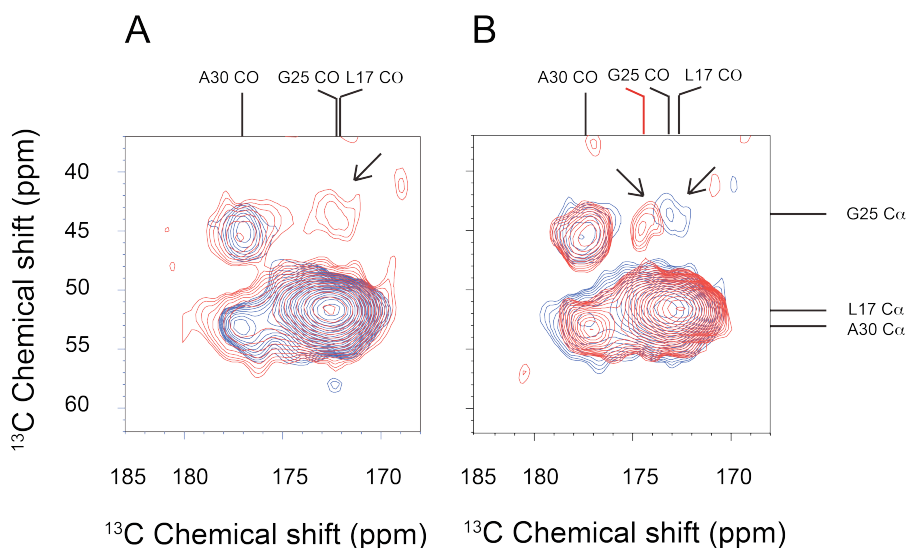 A
B
A30 CO
G25 CO
L17 CO
A30 CO
G25 CO
L17 CO
40
45
50
55
60
G25 Cα
L17 Cα
A30 Cα
¹³C Chemical shift (ppm)
185
180
175
170
185
180
175
170
¹³C Chemical shift (ppm)
¹³C Chemical shift (ppm)